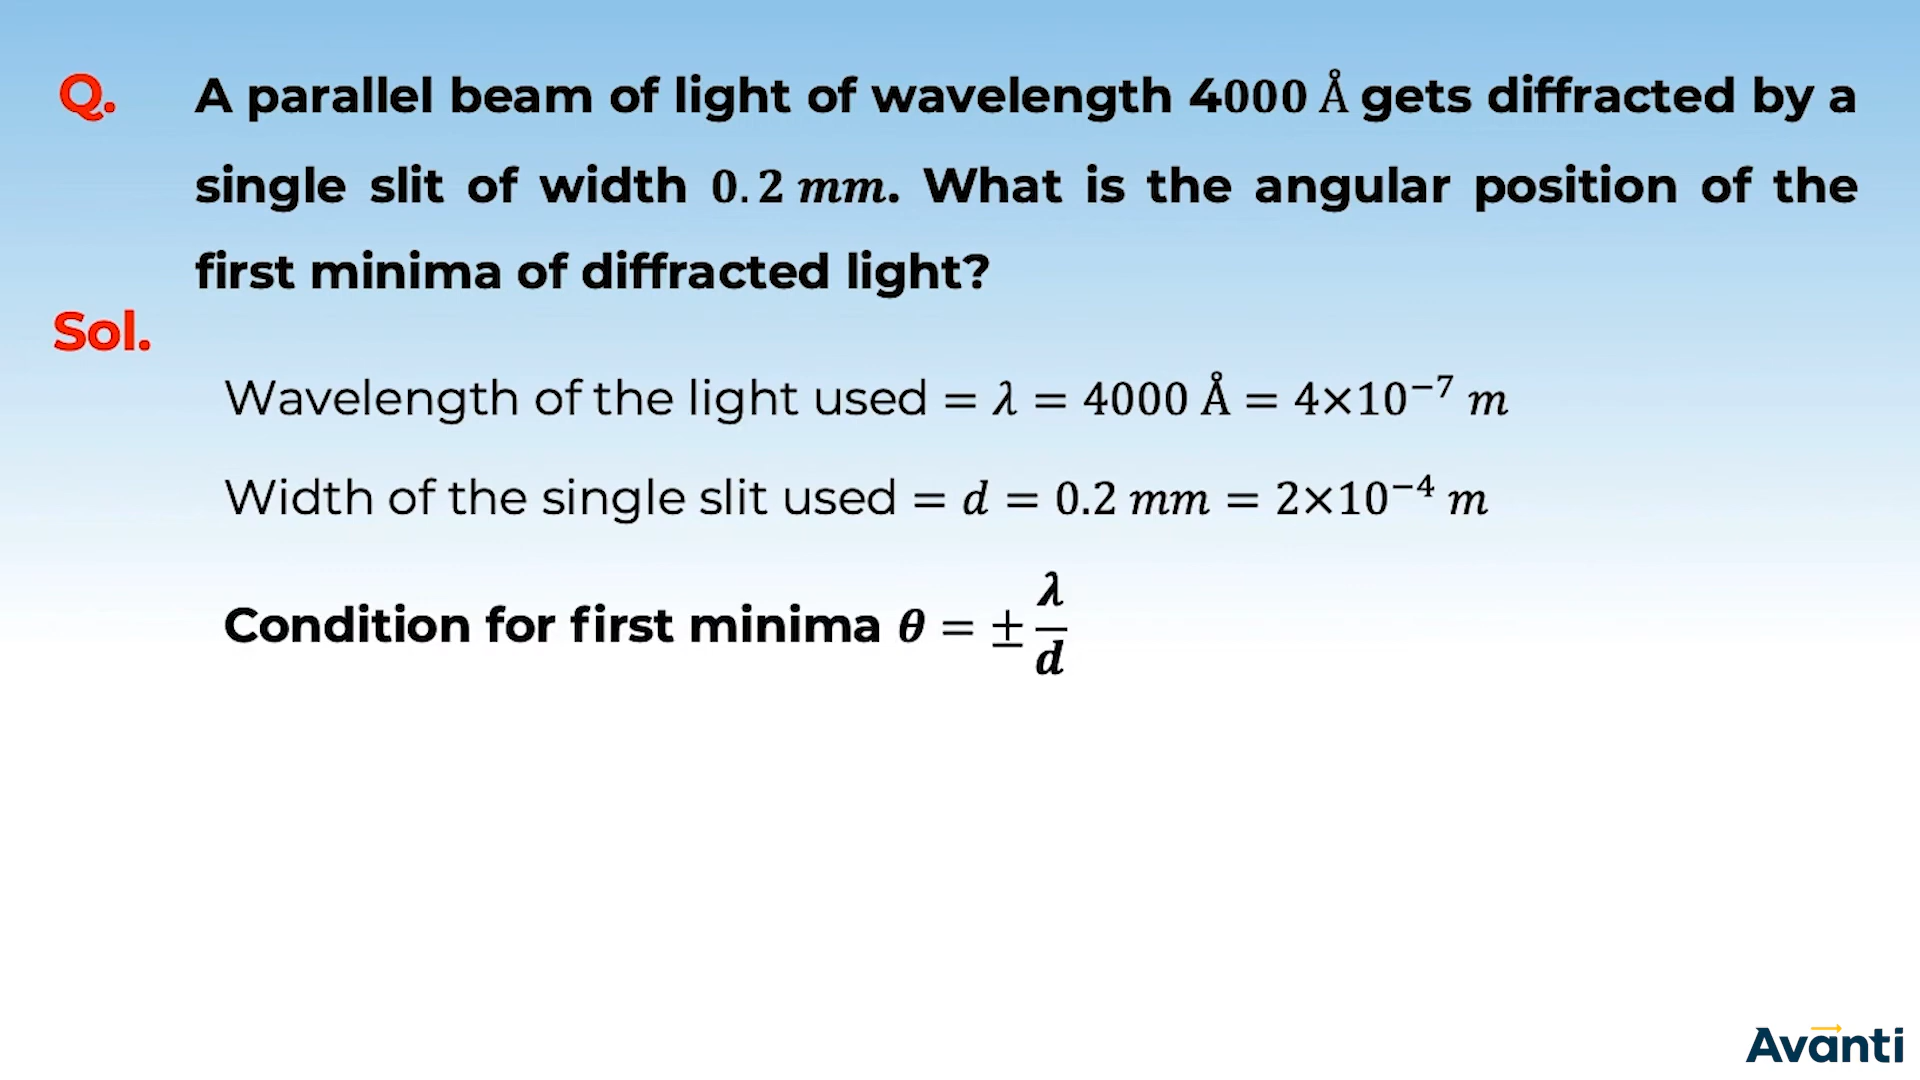 Q. A parallel beam of light of wavelength 4000 Å gets diffracted by a
single slit of width 0.2 mm. What is the angular position of the
first minima of diffracted light?
Sol.
Wavelength of the light used = λ = 4000 Å = 4×10⁻⁷ m
Width of the single slit used = d = 0.2 mm = 2×10⁻⁴ m
Condition for first minima θ = ± λ/d
Avanti